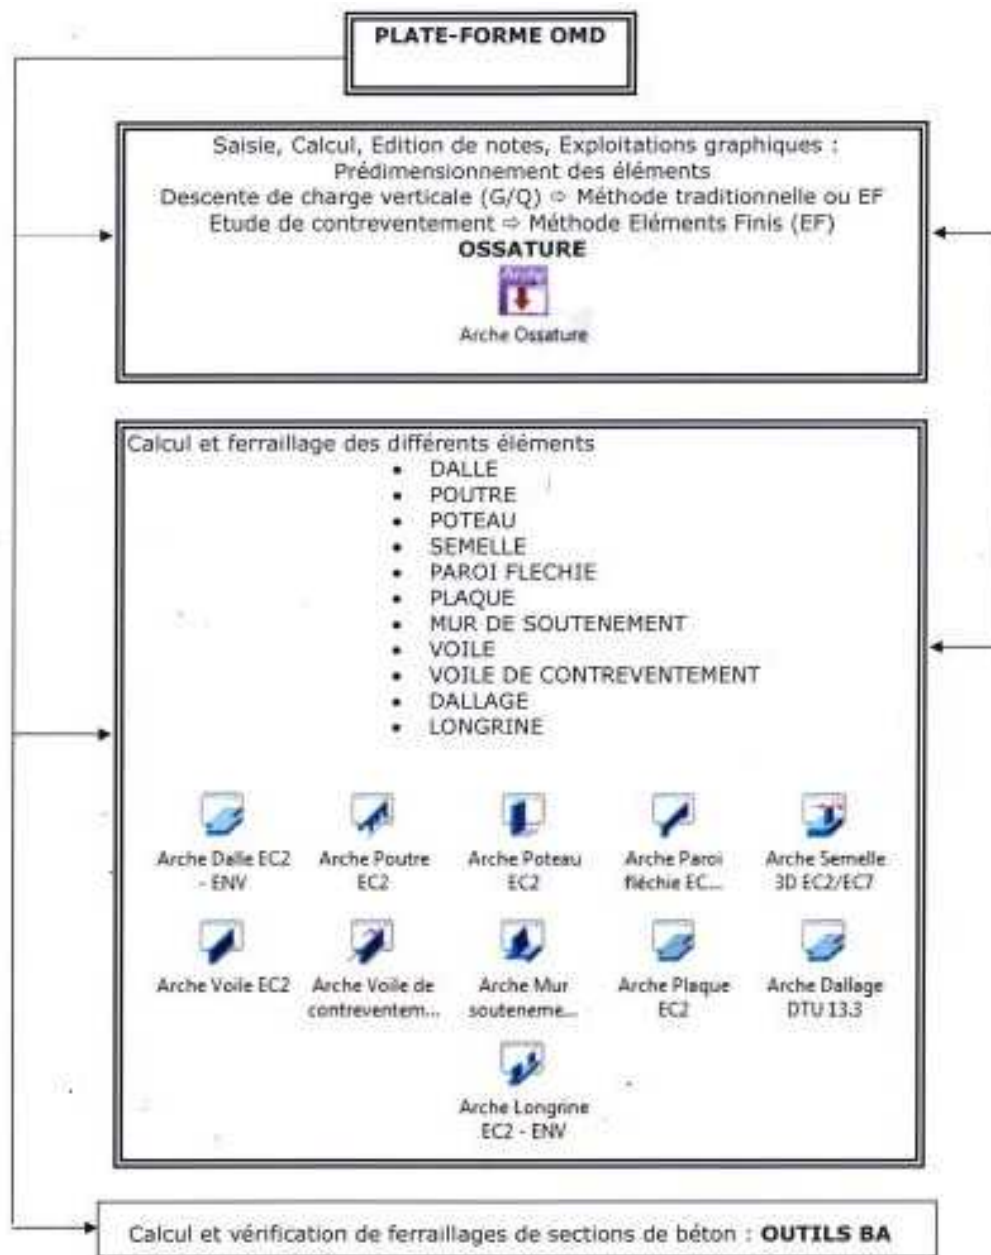 PLATE-FORME OMD
Saisie, Calcul, Edition de notes, Exploitations graphiques :
Prédimensionnement des éléments
Descente de charge verticale (G/Q) ⇨ Méthode traditionnelle ou EF
Etude de contreventement ⇨ Méthode Eléments Finis (EF)
OSSATURE
Arche
Arche Ossature
Calcul et ferraillage des différents éléments
• DALLE
• POUTRE
• POTEAU
• SEMELLE
• PAROI FLECHIE
• PLAQUE
• MUR DE SOUTENEMENT
• VOILE
• VOILE DE CONTREVENTEMENT
• DALLAGE
• LONGRINE
Arche Dalle EC2
- ENV
Arche Poutre
EC2
Arche Poteau
EC2
Arche Paroi
fléchie EC...
Arche Semelle
3D EC2/EC7
Arche Voile EC2
Arche Voile de
contreventem...
Arche Mur
souteneme...
Arche Plaque
EC2
Arche Dallage
DTU 13.3
Arche Longrine
EC2 - ENV
Calcul et vérification de ferraillages de sections de béton : OUTILS BA